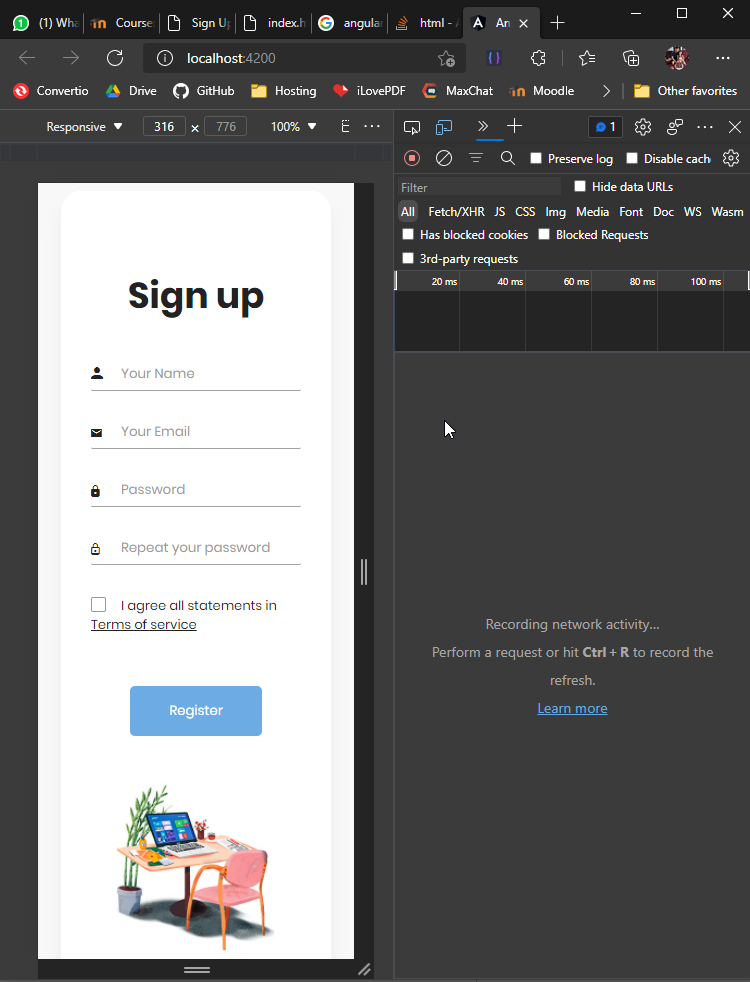 (1) Wha
Course
Sign Up
index.h
angular
html -
An
localhost:4200
Convertio
Drive
GitHub
Hosting
iLovePDF
MaxChat
Moodle
Other favorites
Responsive
316
x
776
100%
1
Preserve log
Disable cach
Filter
Hide data URLs
All
Fetch/XHR
JS
CSS
Img
Media
Font
Doc
WS
Wasm
Has blocked cookies
Blocked Requests
3rd-party requests
20 ms
40 ms
60 ms
80 ms
100 ms
Sign up
Your Name
Your Email
Password
Repeat your password
I agree all statements in
Terms of service
Register
Recording network activity...
Perform a request or hit Ctrl + R to record the
refresh.
Learn more